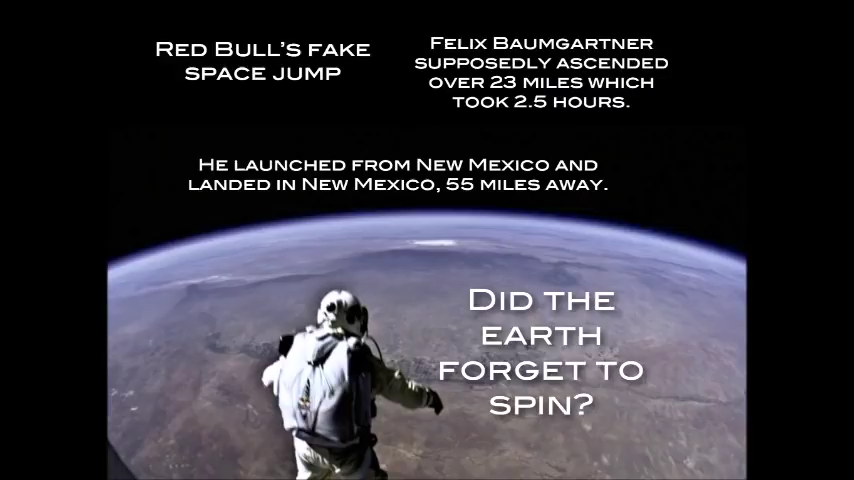 Red Bull's fake
space jump
Felix Baumgartner
supposedly ascended
over 23 miles which
took 2.5 hours.
He launched from New Mexico and
landed in New Mexico, 55 miles away.
Did the
earth
forget to
spin?